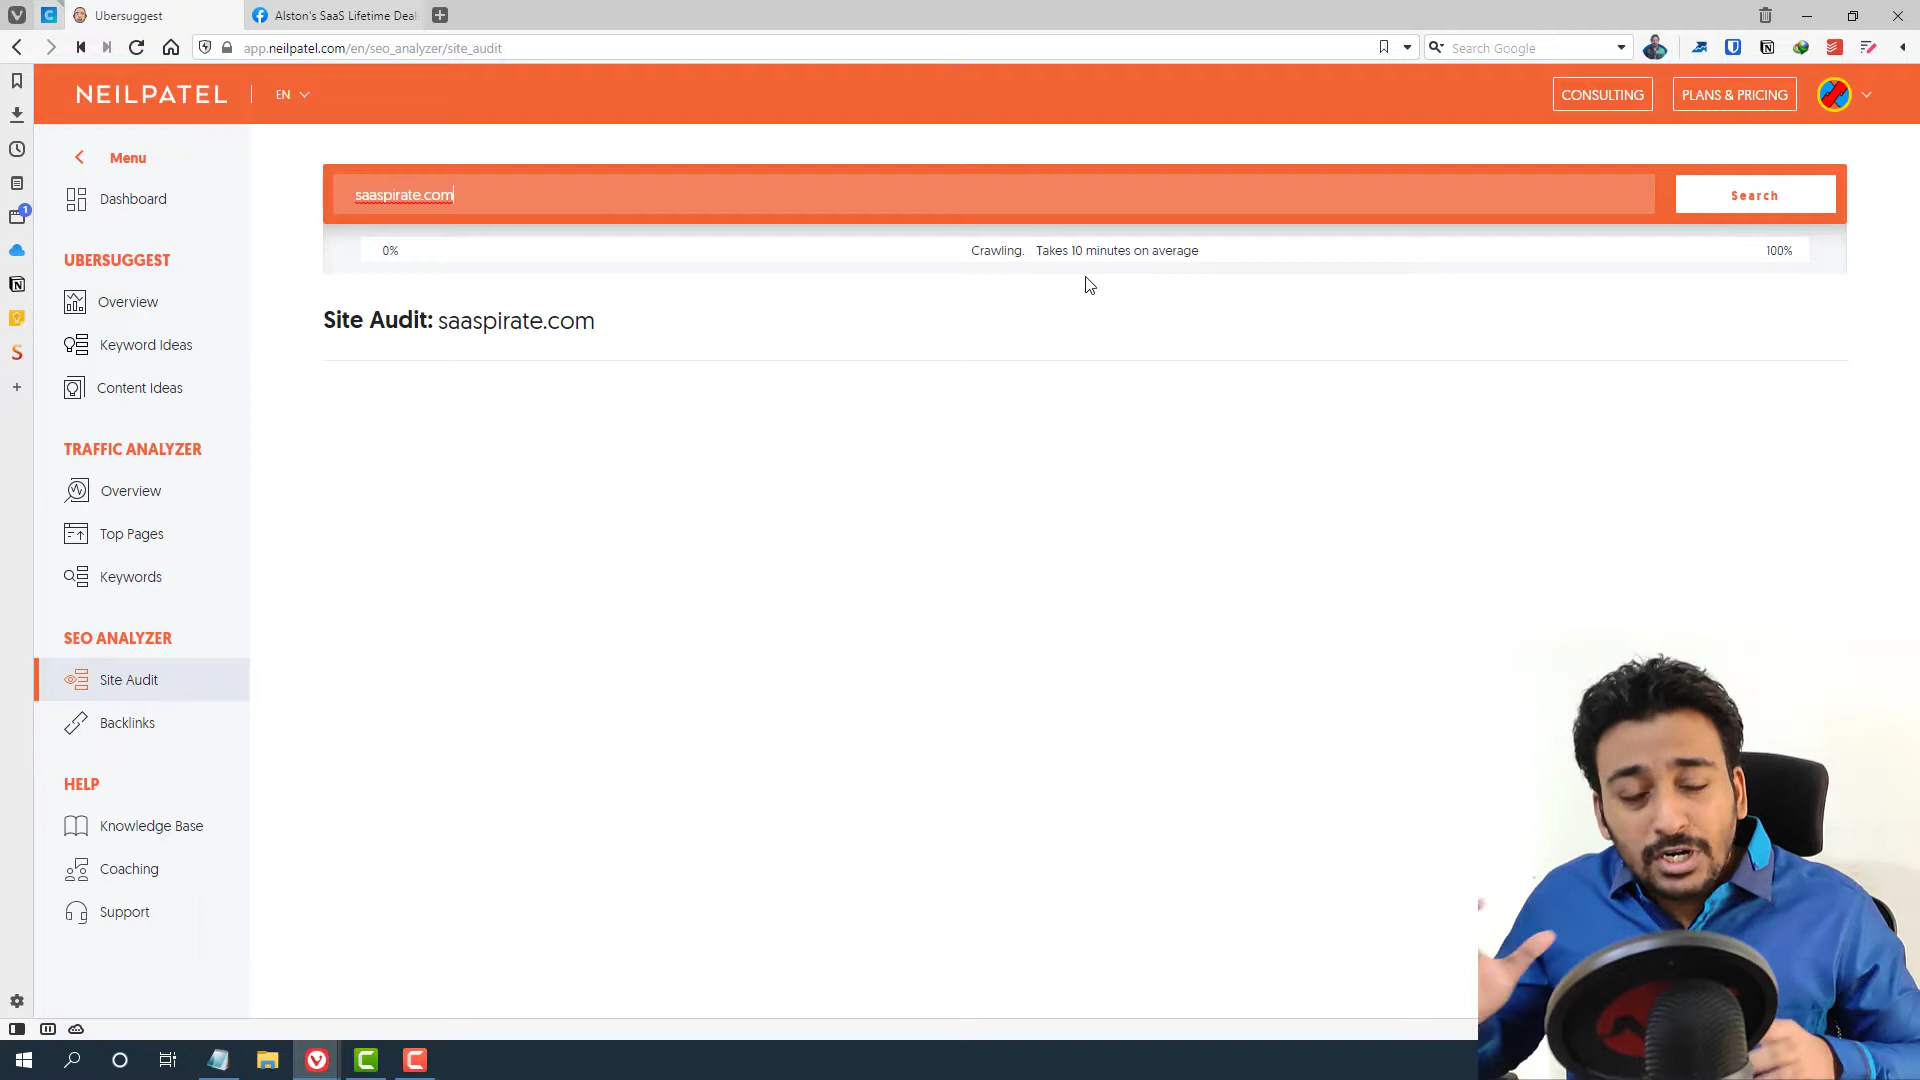 Ubersuggest
Alston's SaaS Lifetime Deal
app.neilpatel.com/en/seo_analyzer/site_audit
Search Google
NEILPATEL
EN
CONSULTING
PLANS & PRICING
Menu
Dashboard
UBERSUGGEST
Overview
Keyword Ideas
Content Ideas
TRAFFIC ANALYZER
Overview
Top Pages
Keywords
SEO ANALYZER
Site Audit
Backlinks
HELP
Knowledge Base
Coaching
Support
saaspirate.com
Search
0%
Crawling. Takes 10 minutes on average
100%
Site Audit: saaspirate.com
1